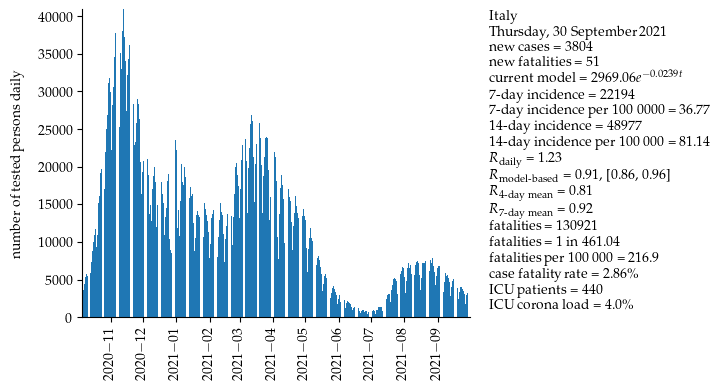 number of tested persons daily
40000
35000
30000
25000
20000
15000
10000
5000
0
2020−11
2020−12
2021−01
2021−02
2021−03
2021−04
2021−05
2021−06
2021−07
2021−08
2021−09
Italy
Thursday, 30 September 2021
new cases = 3804
new fatalities = 51
current model = 2969.06e^−0.0239t
7-day incidence = 22194
7-day incidence per 100 0000 = 36.77
14-day incidence = 48977
14-day incidence per 100 000 = 81.14
R_daily = 1.23
R_model-based = 0.91, [0.86, 0.96]
R_4-day mean = 0.81
R_7-day mean = 0.92
fatalities = 130921
fatalities = 1 in 461.04
fatalities per 100 000 = 216.9
case fatality rate = 2.86%
ICU patients = 440
ICU corona load = 4.0%